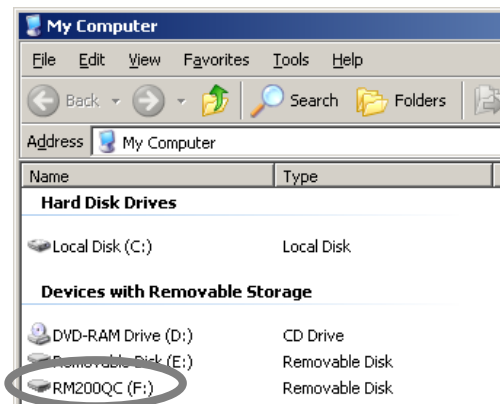 My Computer
File Edit View Favorites Tools Help
Back Search Folders
Address My Computer
Name Type
Hard Disk Drives
Local Disk (C:) Local Disk
Devices with Removable Storage
DVD-RAM Drive (D:) CD Drive
Removable Disk (E:) Removable Disk
RM200QC (F:) Removable Disk